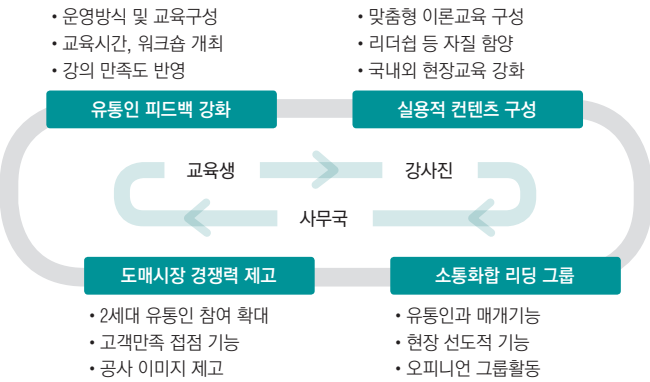 • 운영방식 및 교육구성
• 교육시간, 워크숍 개최
• 강의 만족도 반영
유통인 피드백 강화
• 맞춤형 이론교육 구성
• 리더쉽 등 자질 함양
• 국내외 현장교육 강화
실용적 컨텐츠 구성
교육생
강사진
사무국
도매시장 경쟁력 제고
• 2세대 유통인 참여 확대
• 고객만족 접점 기능
• 공사 이미지 제고
소통화합 리딩 그룹
• 유통인과 매개기능
• 현장 선도적 기능
• 오피니언 그룹활동